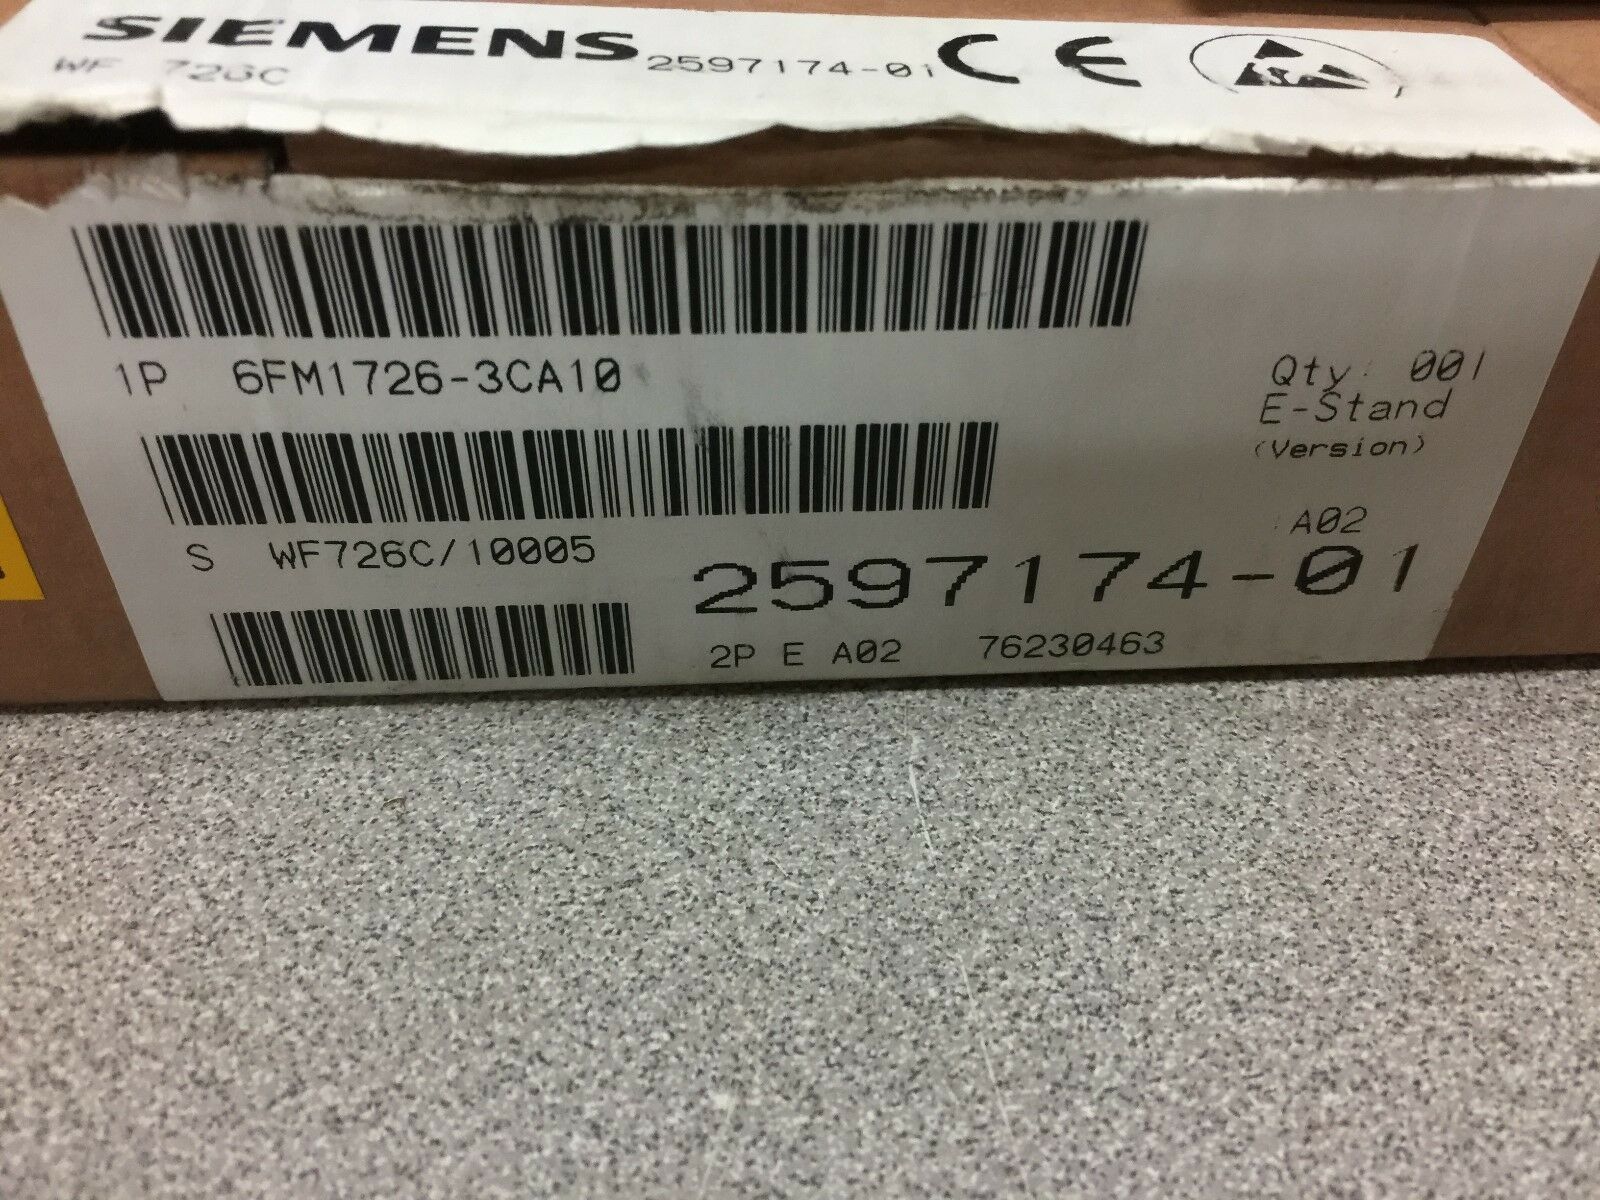 SIEMENS 2597174-01 CE
WF 726C
1P 6FM1726-3CA10
Qty: 001
E-Stand
(Version)
A02
S WF726C/10005
2597174-01
2P E A02 76230463